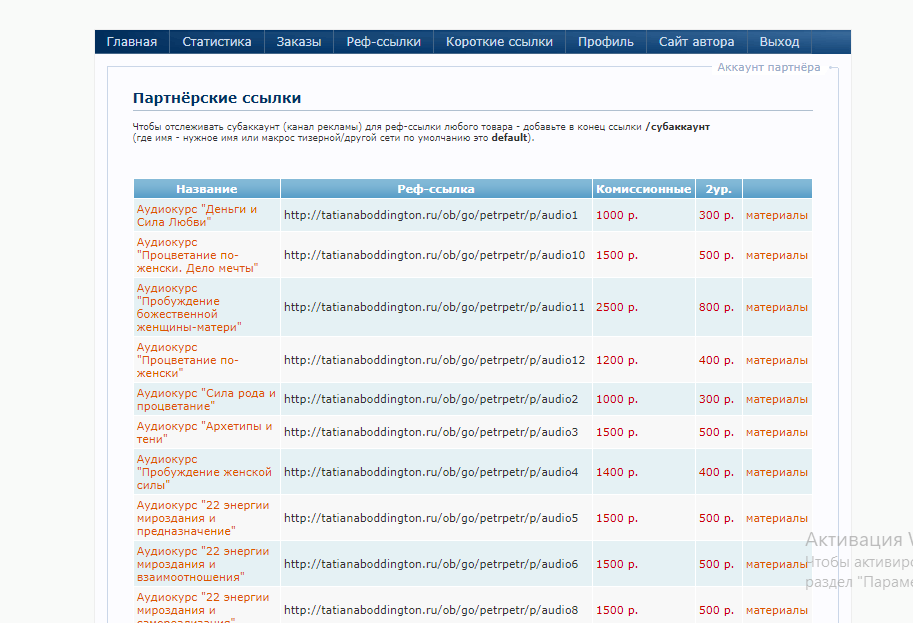 Главная Статистика Заказы Реф-ссылки Короткие ссылки Профиль Сайт автора Выход
Аккаунт партнёра ←
Партнёрские ссылки
Чтобы отслеживать субаккаунт (канал рекламы) для реф-ссылки любого товара - добавьте в конец ссылки /субаккаунт
(где имя - нужное имя или макрос тизерной/другой сети по умолчанию это default).
Название Реф-ссылка Комиссионные 2ур.
Аудиокурс "Деньги и
Сила Любви"
http://tatianaboddington.ru/ob/go/petrpetr/p/audio1 1000 р. 300 р. материалы
Аудиокурс
"Процветание по-
женски. Дело мечты"
http://tatianaboddington.ru/ob/go/petrpetr/p/audio10 1500 р. 500 р. материалы
Аудиокурс
"Пробуждение
божественной
женщины-матери"
http://tatianaboddington.ru/ob/go/petrpetr/p/audio11 2500 р. 800 р. материалы
Аудиокурс
"Процветание по-
женски"
http://tatianaboddington.ru/ob/go/petrpetr/p/audio12 1200 р. 400 р. материалы
Аудиокурс "Сила рода и
процветание"
http://tatianaboddington.ru/ob/go/petrpetr/p/audio2 1000 р. 300 р. материалы
Аудиокурс "Архетипы и
тени"
http://tatianaboddington.ru/ob/go/petrpetr/p/audio3 1500 р. 500 р. материалы
Аудиокурс
"Пробуждение женской
силы"
http://tatianaboddington.ru/ob/go/petrpetr/p/audio4 1400 р. 400 р. материалы
Аудиокурс "22 энергии
мироздания и
предназначение"
http://tatianaboddington.ru/ob/go/petrpetr/p/audio5 1500 р. 500 р. материалы
Аудиокурс "22 энергии
мироздания и
взаимоотношения"
http://tatianaboddington.ru/ob/go/petrpetr/p/audio6 1500 р. 500 р. материалы
Аудиокурс "22 энергии
мироздания и
самореализация"
http://tatianaboddington.ru/ob/go/petrpetr/p/audio8 1500 р. 500 р. материалы
Активация
Чтобы активиро
раздел "Параме